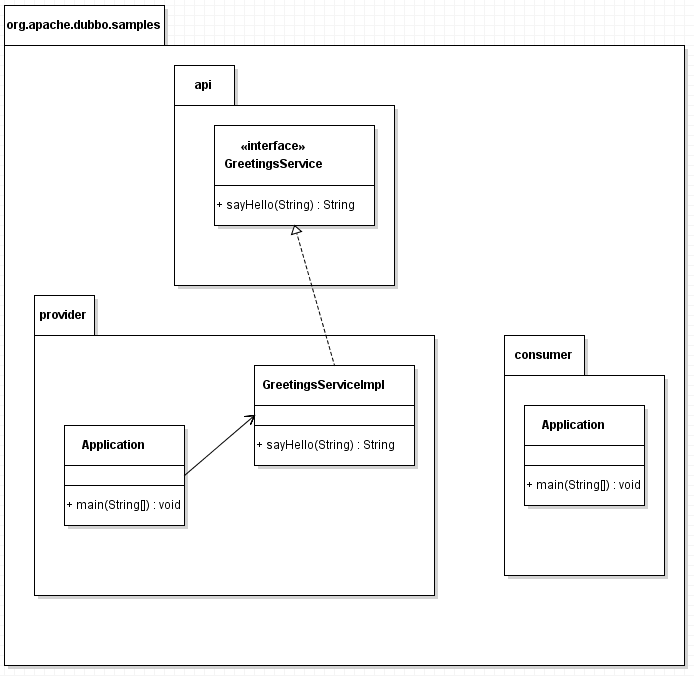 org.apache.dubbo.samples
api
«interface»
GreetingsService
+ sayHello(String) : String
provider
GreetingsServiceImpl
+ sayHello(String) : String
Application
+ main(String[]) : void
consumer
Application
+ main(String[]) : void